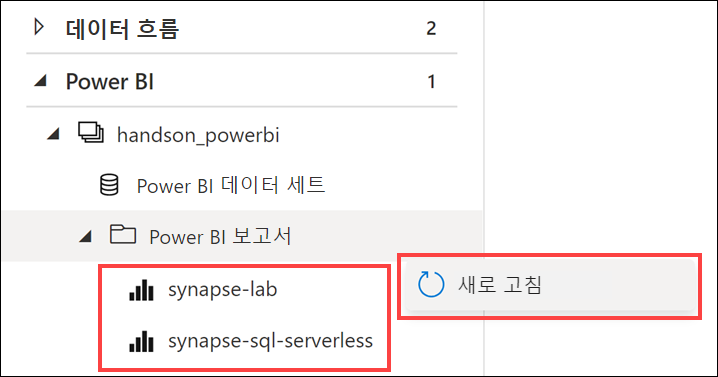 데이터 흐름 2
Power BI 1
handson_powerbi
Power BI 데이터 세트
Power BI 보고서
synapse-lab
새로 고침
synapse-sql-serverless